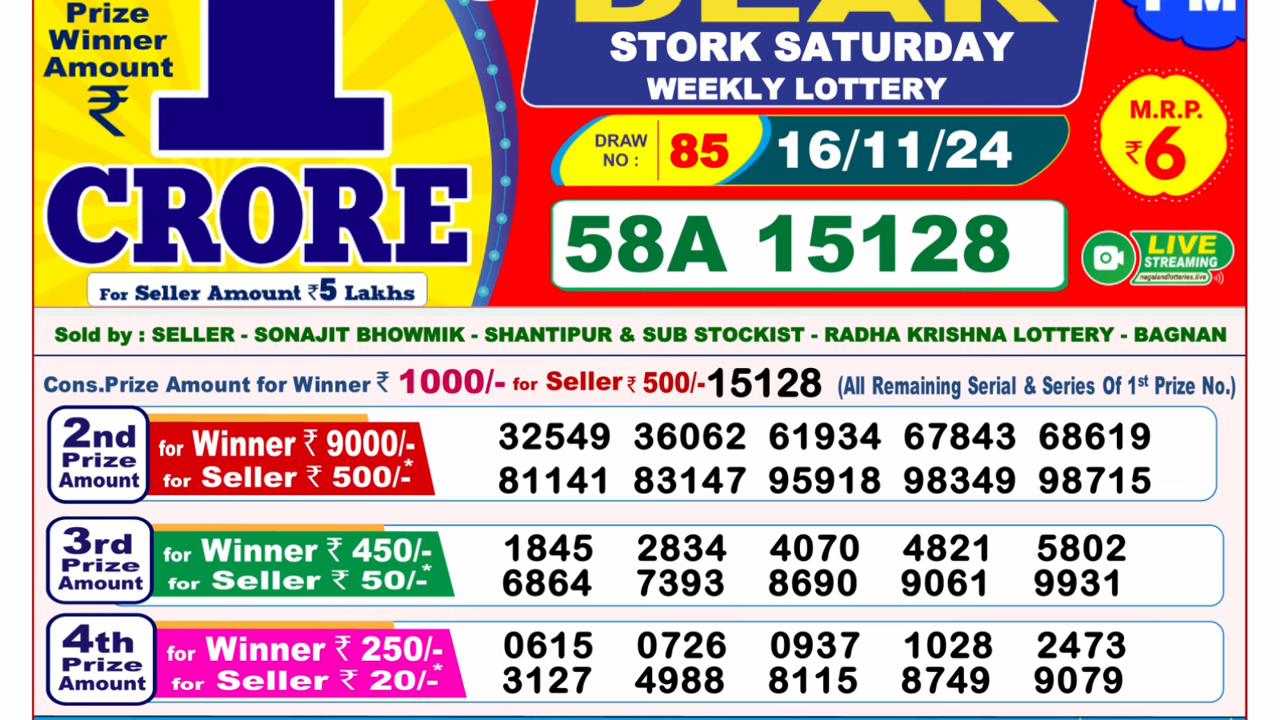 Prize
Winner
Amount
₹
1
CRORE
For Seller Amount ₹5 Lakhs
DEAR
STORK SATURDAY
WEEKLY LOTTERY
PM
DRAW
NO :
85
16/11/24
M.R.P.
₹6
58A 15128
LIVE
STREAMING
nagalandlotteries.live
Sold by : SELLER - SONAJIT BHOWMIK - SHANTIPUR & SUB STOCKIST - RADHA KRISHNA LOTTERY - BAGNAN
Cons.Prize Amount for Winner ₹ 1000/- for Seller ₹ 500/- 15128 (All Remaining Serial & Series Of 1st Prize No.)
2nd
Prize
Amount
for Winner ₹ 9000/-
for Seller ₹ 500/-*
32549 36062 61934 67843 68619
81141 83147 95918 98349 98715
3rd
Prize
Amount
for Winner ₹ 450/-
for Seller ₹ 50/-*
1845 2834 4070 4821 5802
6864 7393 8690 9061 9931
4th
Prize
Amount
for Winner ₹ 250/-
for Seller ₹ 20/-*
0615 0726 0937 1028 2473
3127 4988 8115 8749 9079